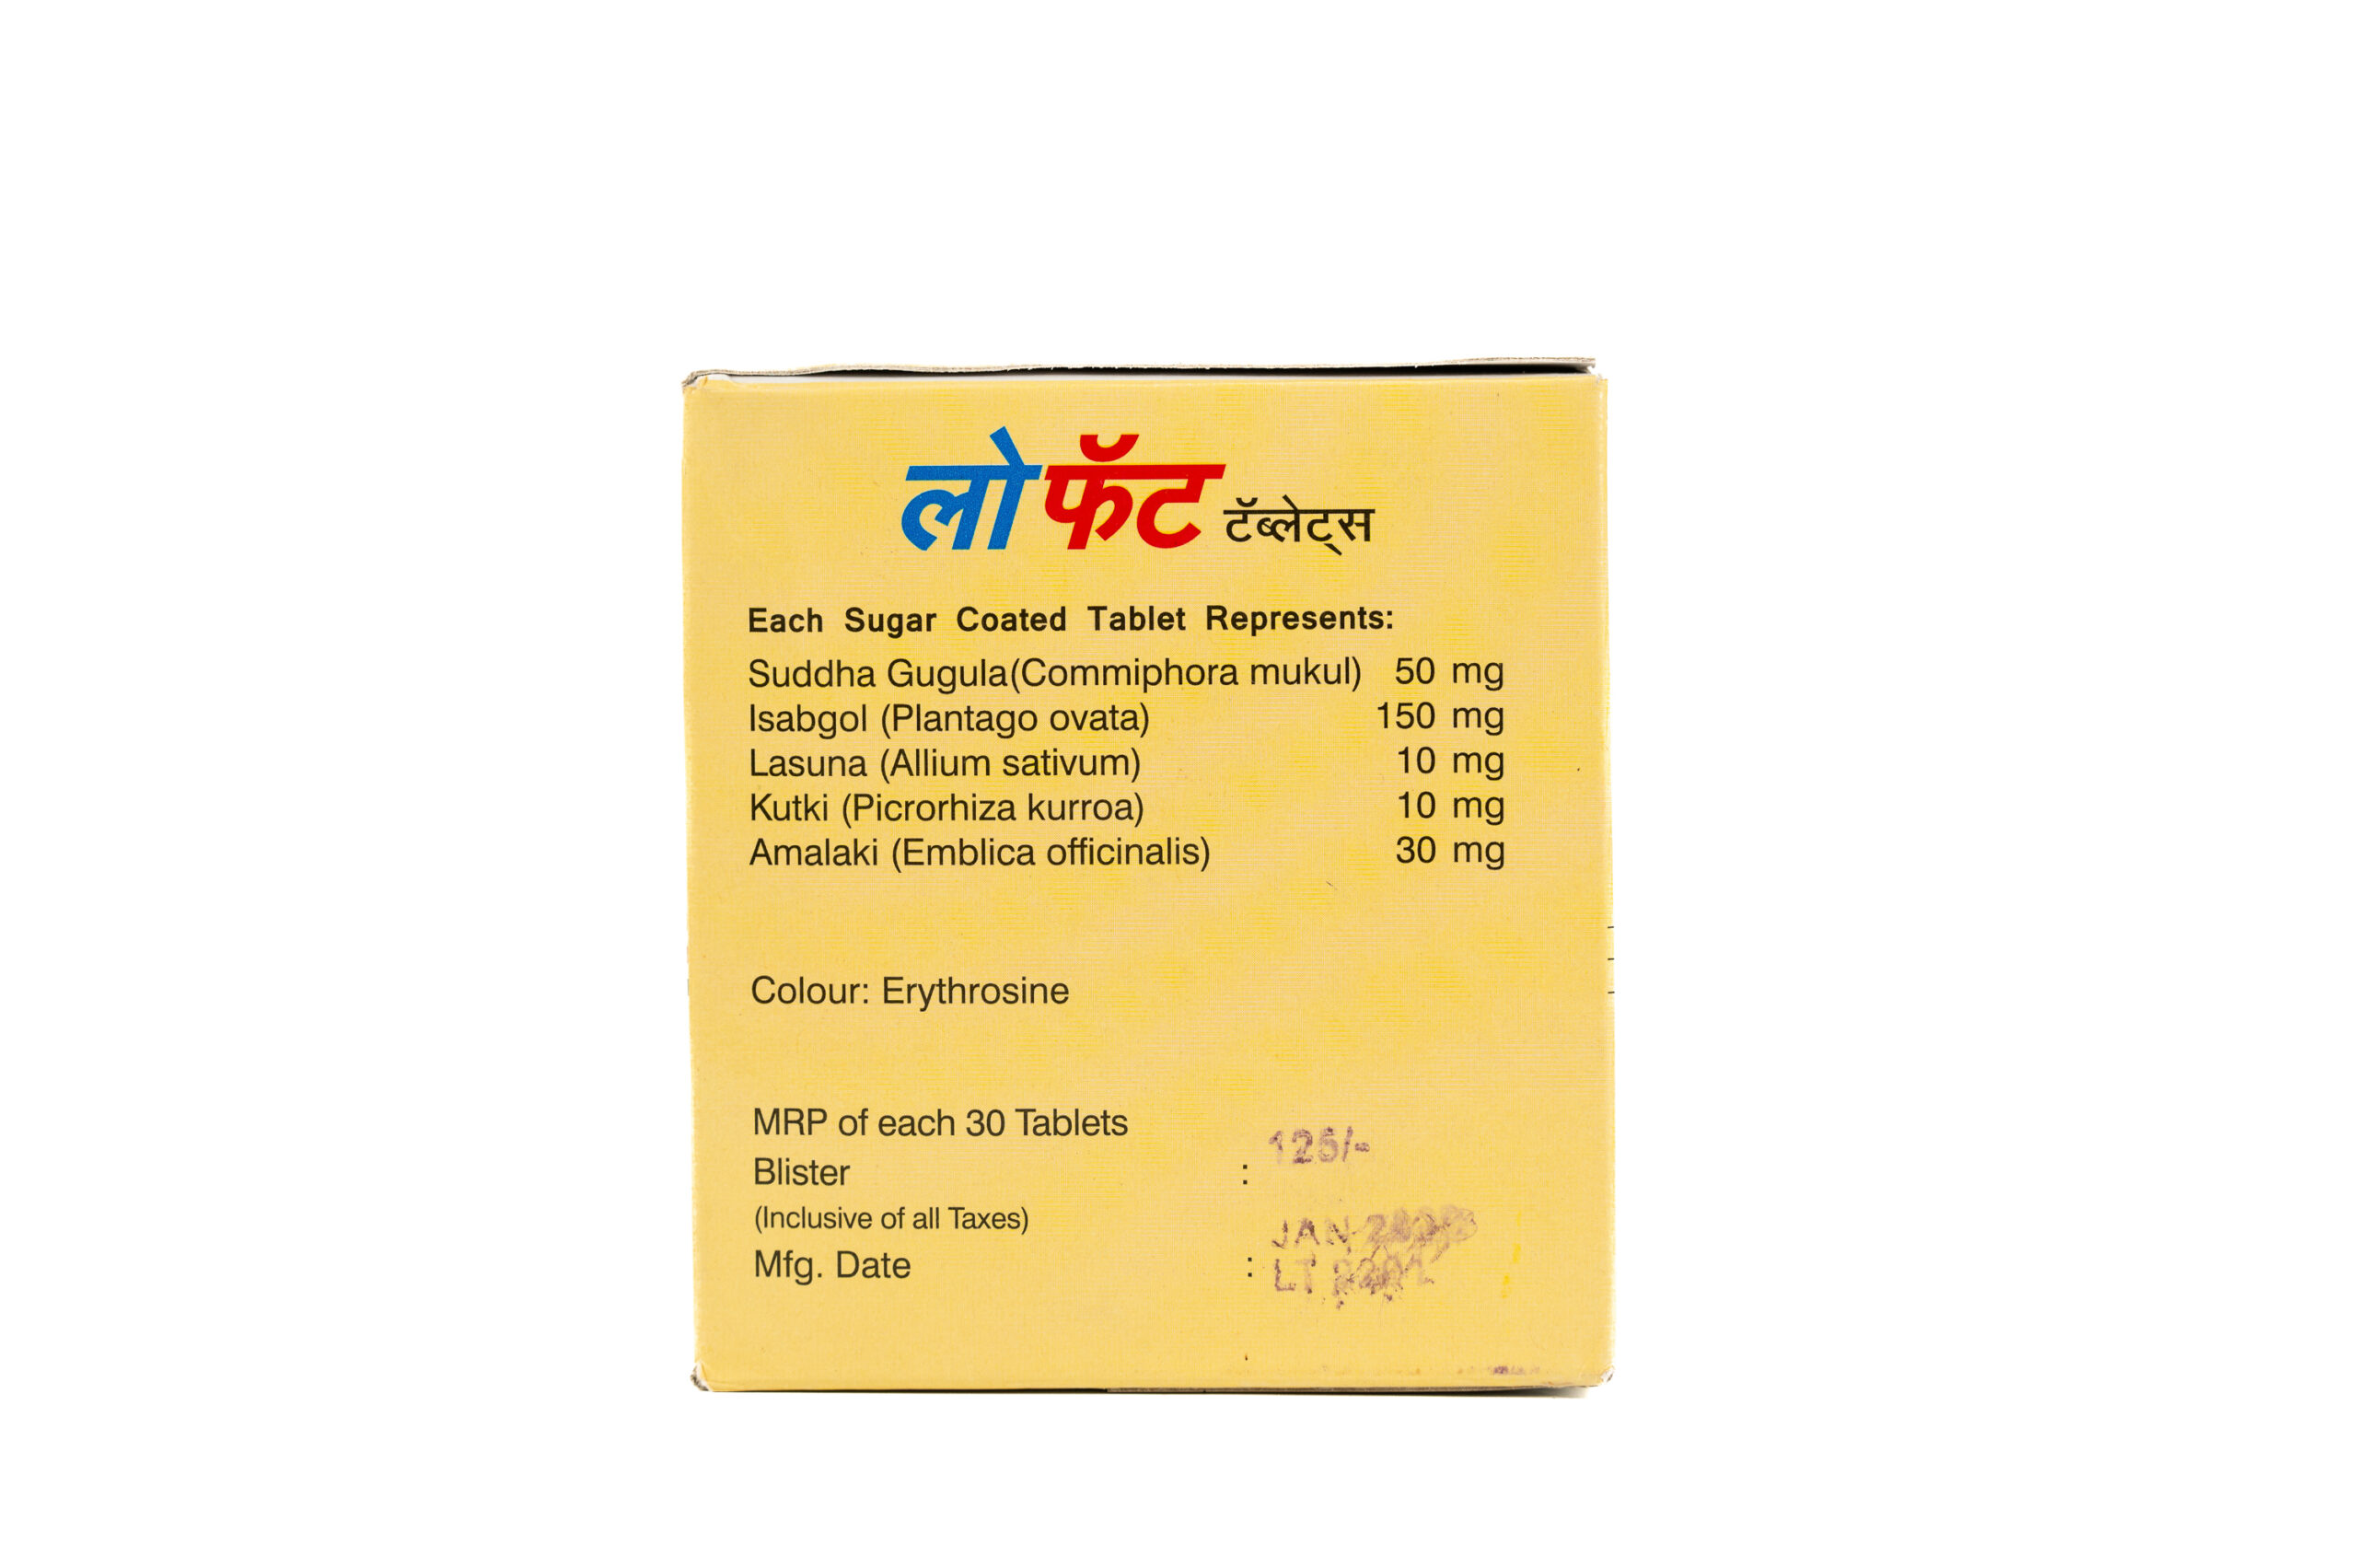 लो फॅट टॅब्लेट्स
Each Sugar Coated Tablet Represents:
Suddha Gugula(Commiphora mukul) 50 mg
Isabgol (Plantago ovata) 150 mg
Lasuna (Allium sativum) 10 mg
Kutki (Picrorhiza kurroa) 10 mg
Amalaki (Emblica officinalis) 30 mg
Colour: Erythrosine
MRP of each 30 Tablets
125/-
Blister :
(Inclusive of all Taxes)
JAN
Mfg. Date : LT